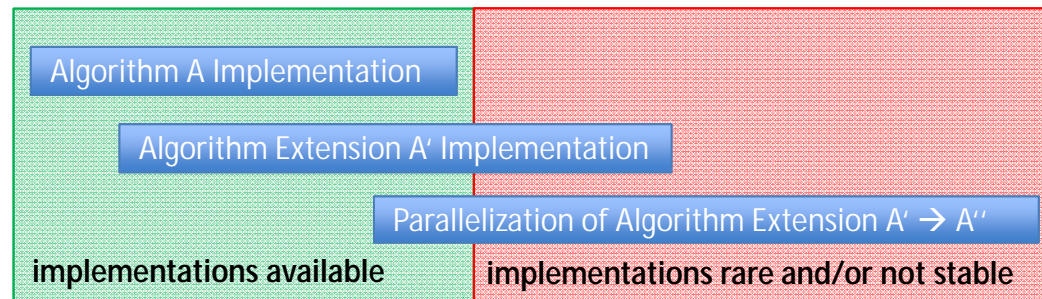 Algorithm A Implementation
Algorithm Extension A' Implementation
Parallelization of Algorithm Extension A' → A''
implementations available
implementations rare and/or not stable